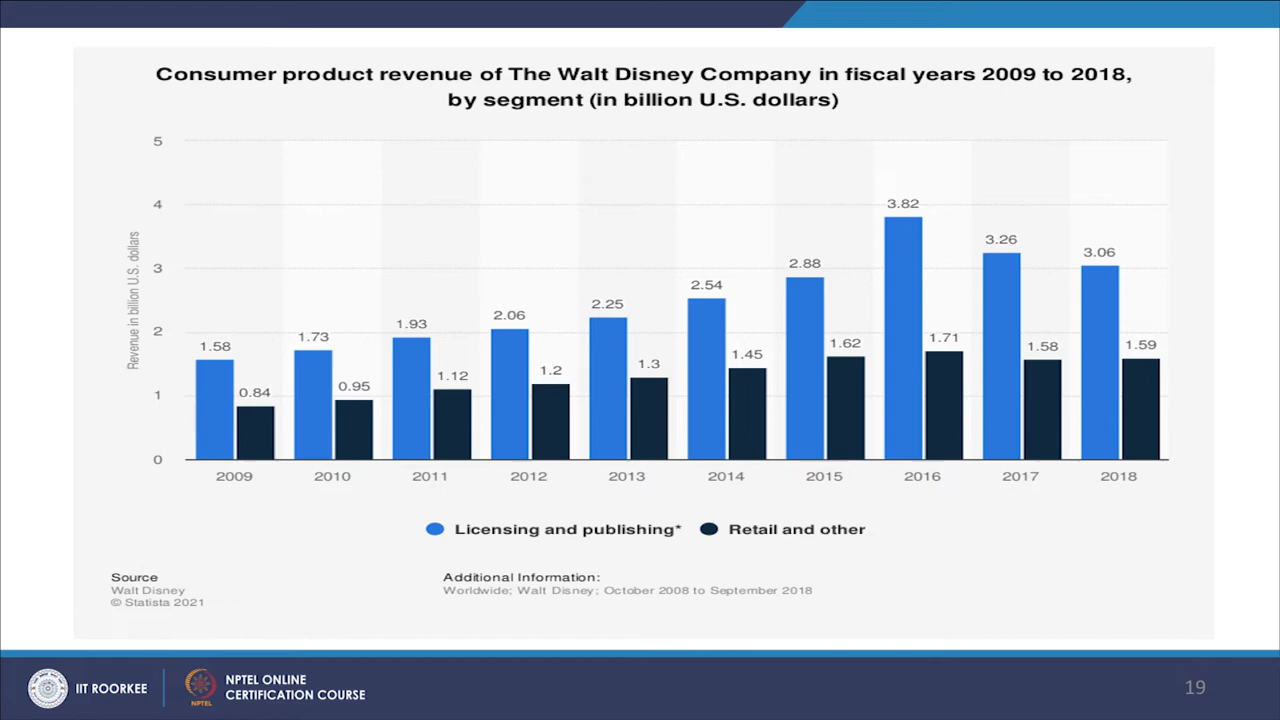 Consumer product revenue of The Walt Disney Company in fiscal years 2009 to 2018,
by segment (in billion U.S. dollars)
Revenue in billion U.S. dollars
5
4
3
2
1
0
1.58
0.84
1.73
0.95
1.93
1.12
2.06
1.2
2.25
1.3
2.54
1.45
2.88
1.62
3.82
1.71
3.26
1.58
3.06
1.59
2009 2010 2011 2012 2013 2014 2015 2016 2017 2018
Licensing and publishing* Retail and other
Source
Walt Disney
© Statista 2021
Additional Information:
Worldwide; Walt Disney; October 2008 to September 2018
IIT ROORKEE
NPTEL
NPTEL ONLINE
CERTIFICATION COURSE
19